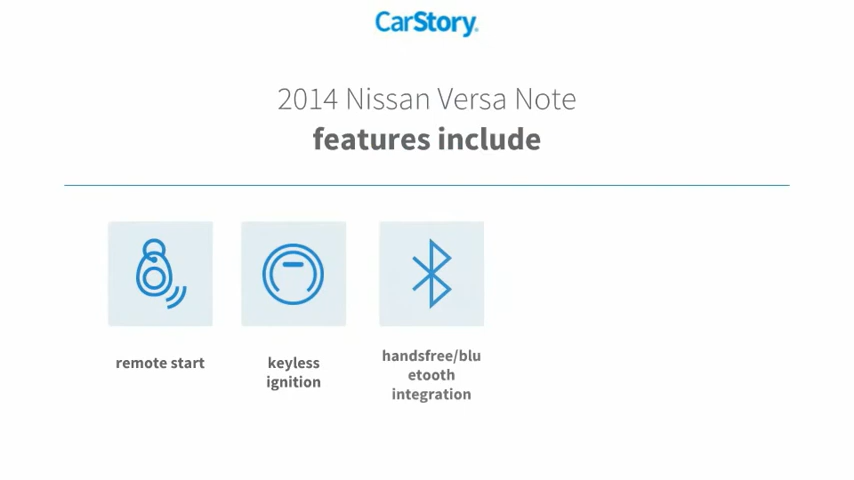 CarStory.
2014 Nissan Versa Note
features include
remote start
keyless
ignition
handsfree/blu
etooth
integration